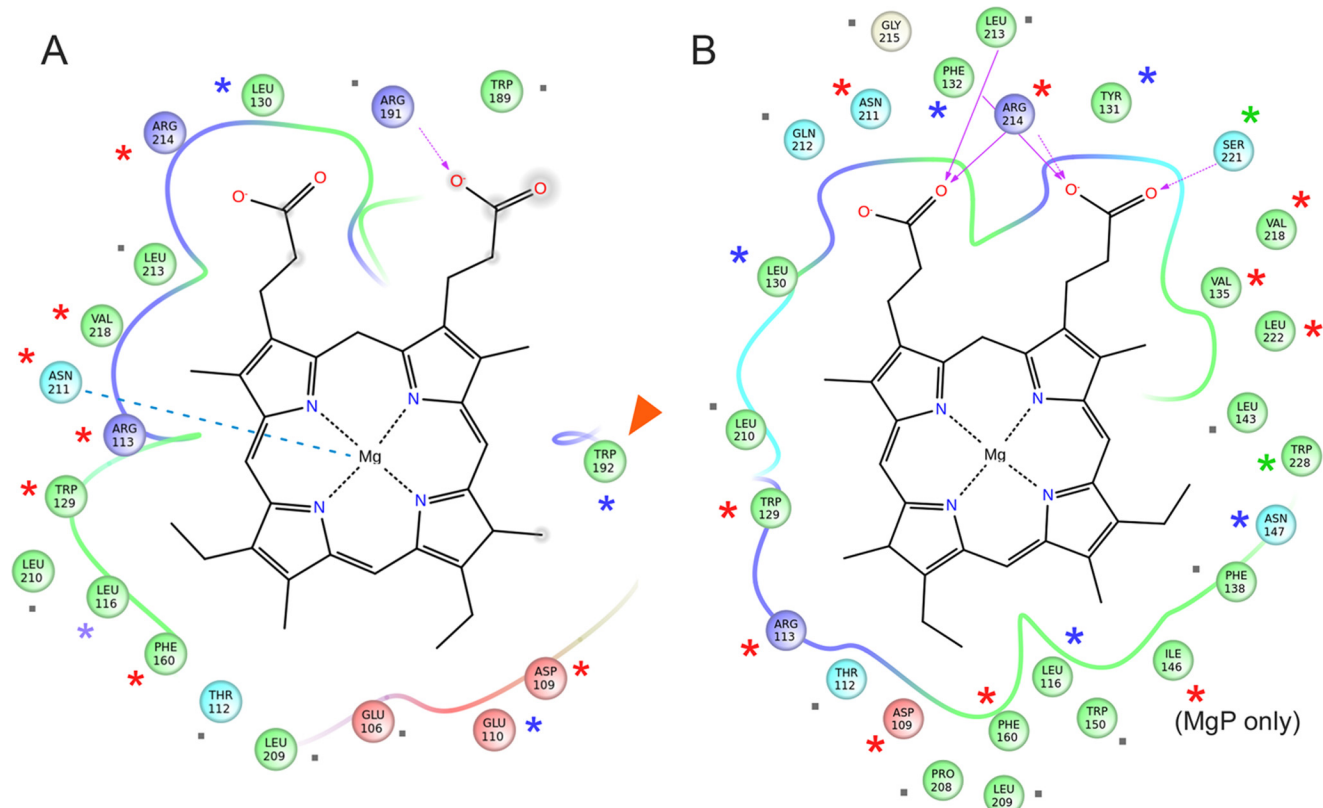 A
LEU
130
ARG
191
TRP
189
ARG
214
O-
O
O-
O
LEU
213
VAL
218
ASN
211
ARG
113
N
N
Mg
TRP
192
TRP
129
N
N
LEU
210
LEU
116
PHE
160
THR
112
ASP
109
GLU
106
GLU
110
LEU
209
B
GLY
215
LEU
213
PHE
132
ASN
211
ARG
214
TYR
131
GLN
212
SER
221
O-
O
O-
O
VAL
218
LEU
130
VAL
135
LEU
222
N
N
LEU
210
LEU
143
Mg
TRP
228
TRP
129
N
N
ASN
147
PHE
138
ARG
113
ILE
146
THR
112
LEU
116
ASP
109
PHE
160
TRP
150
(MgP only)
PRO
208
LEU
209